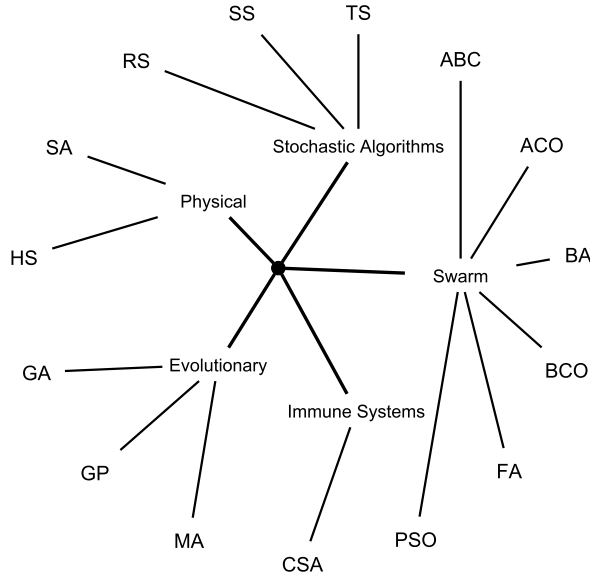 SS
TS
RS
ABC
SA
Stochastic Algorithms
ACO
Physical
HS
BA
Swarm
GA
Evolutionary
BCO
Immune Systems
GP
FA
MA
PSO
CSA